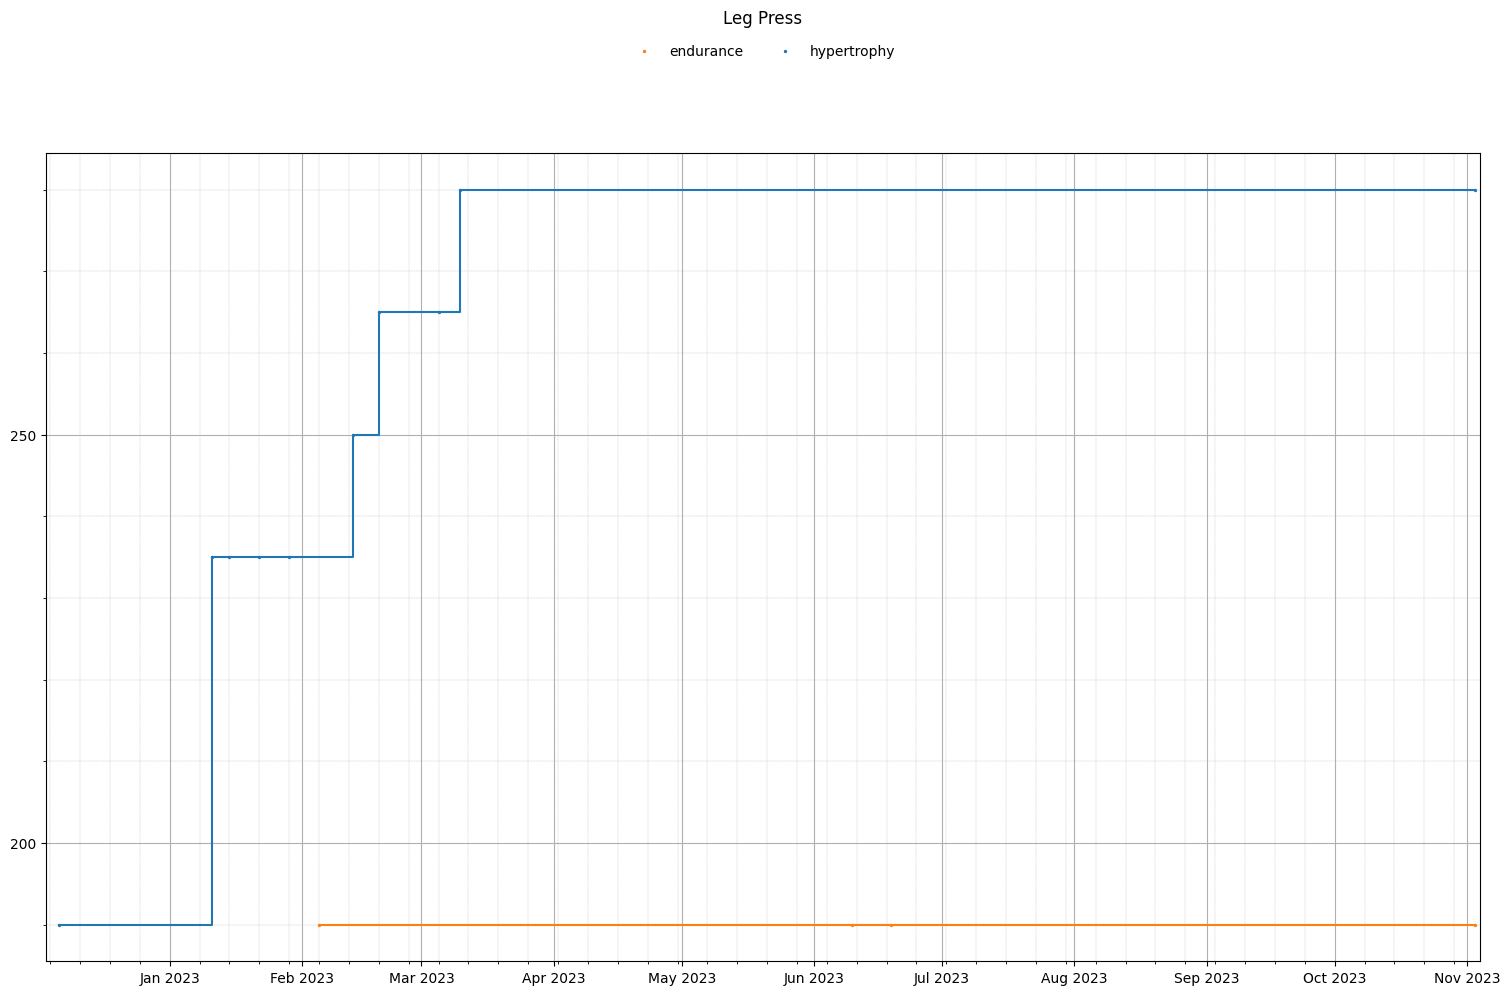 Leg Press
endurance hypertrophy
250
200
Jan 2023 Feb 2023 Mar 2023 Apr 2023 May 2023 Jun 2023 Jul 2023 Aug 2023 Sep 2023 Oct 2023 Nov 2023